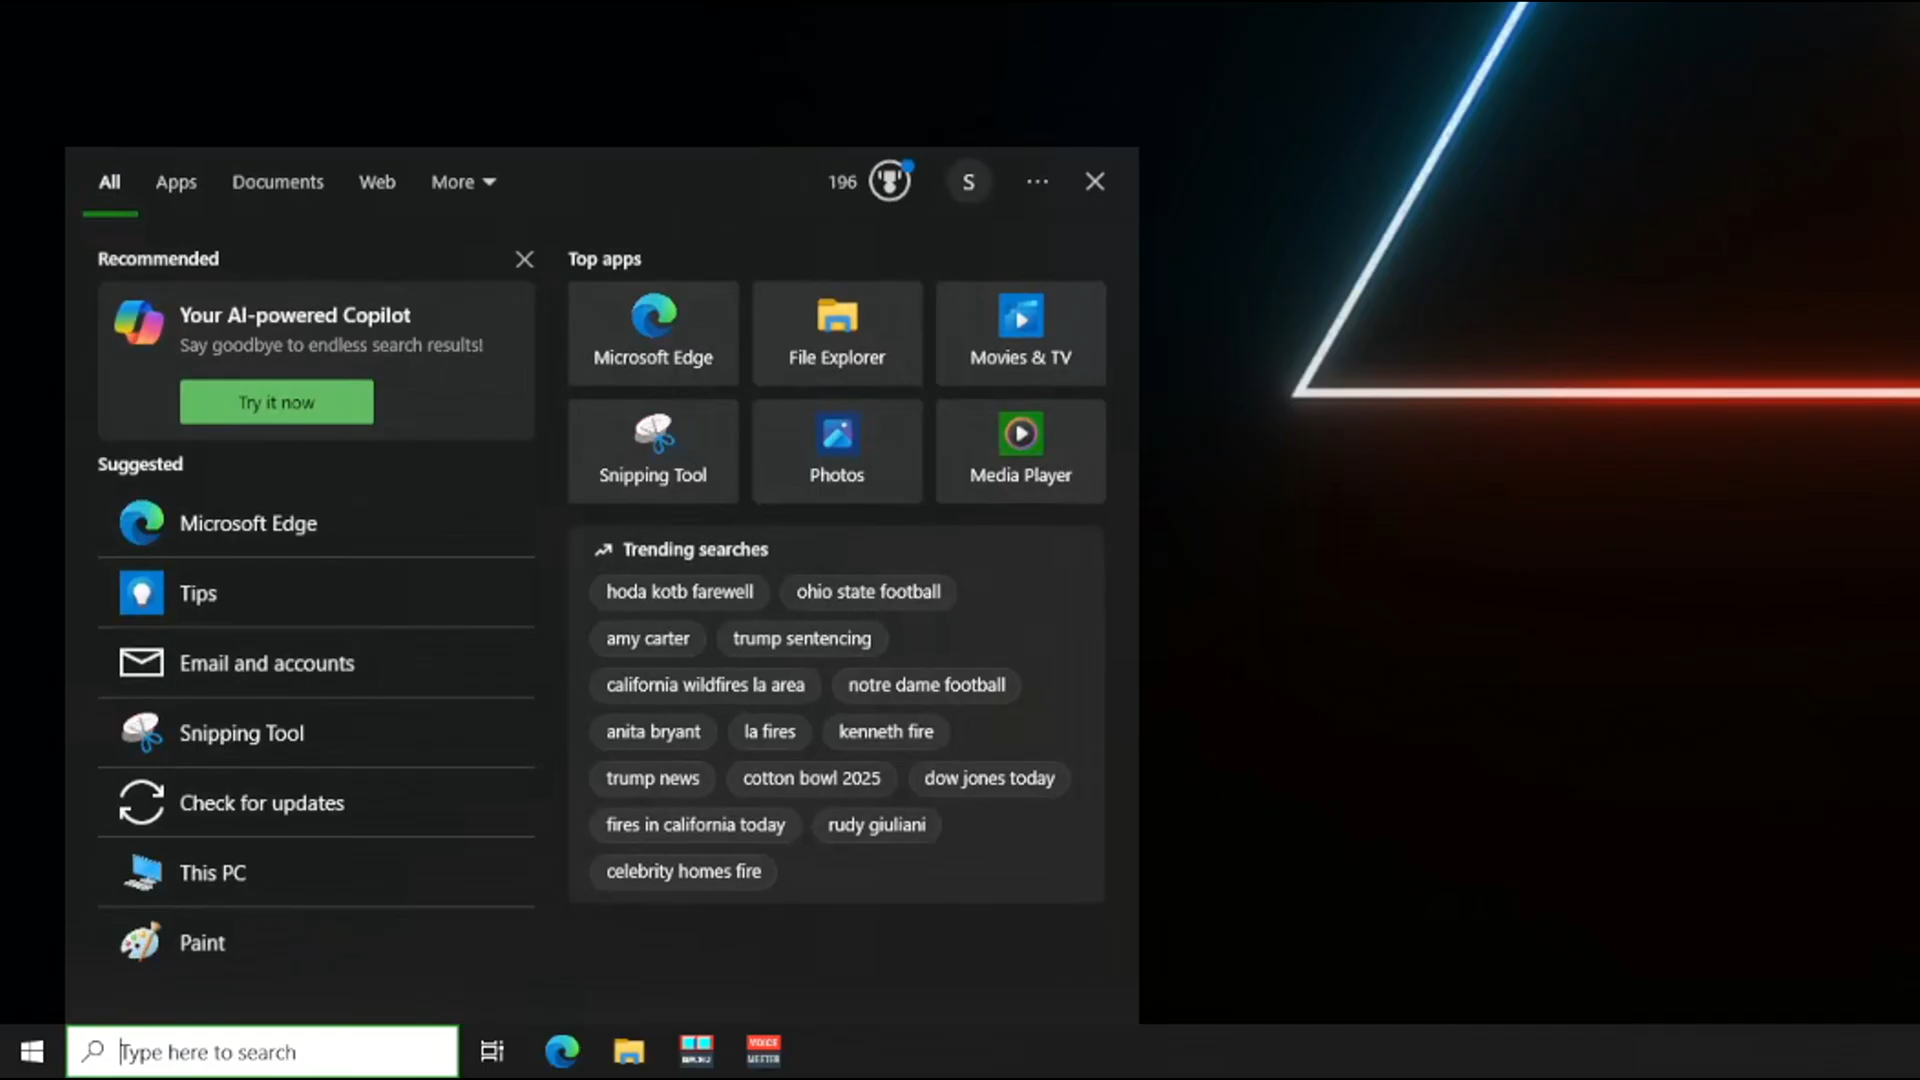 All Apps Documents Web More 196 S
Recommended
Your AI-powered Copilot
Say goodbye to endless search results!
Try it now
Suggested
Microsoft Edge
Tips
Email and accounts
Snipping Tool
Check for updates
This PC
Paint
Top apps
Microsoft Edge File Explorer Movies & TV
Snipping Tool Photos Media Player
Trending searches
hoda kotb farewell ohio state football
amy carter trump sentencing
california wildfires la area notre dame football
anita bryant la fires kenneth fire
trump news cotton bowl 2025 dow jones today
fires in california today rudy giuliani
celebrity homes fire
Type here to search
VOICE
MEETER